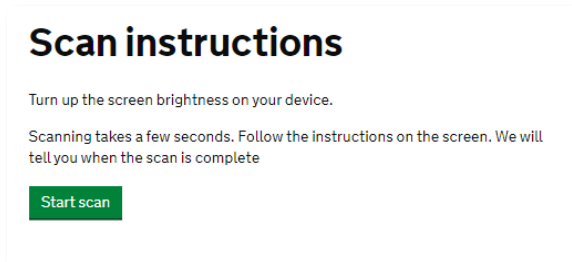 Scan instructions
Turn up the screen brightness on your device.
Scanning takes a few seconds. Follow the instructions on the screen. We will
tell you when the scan is complete
Start scan